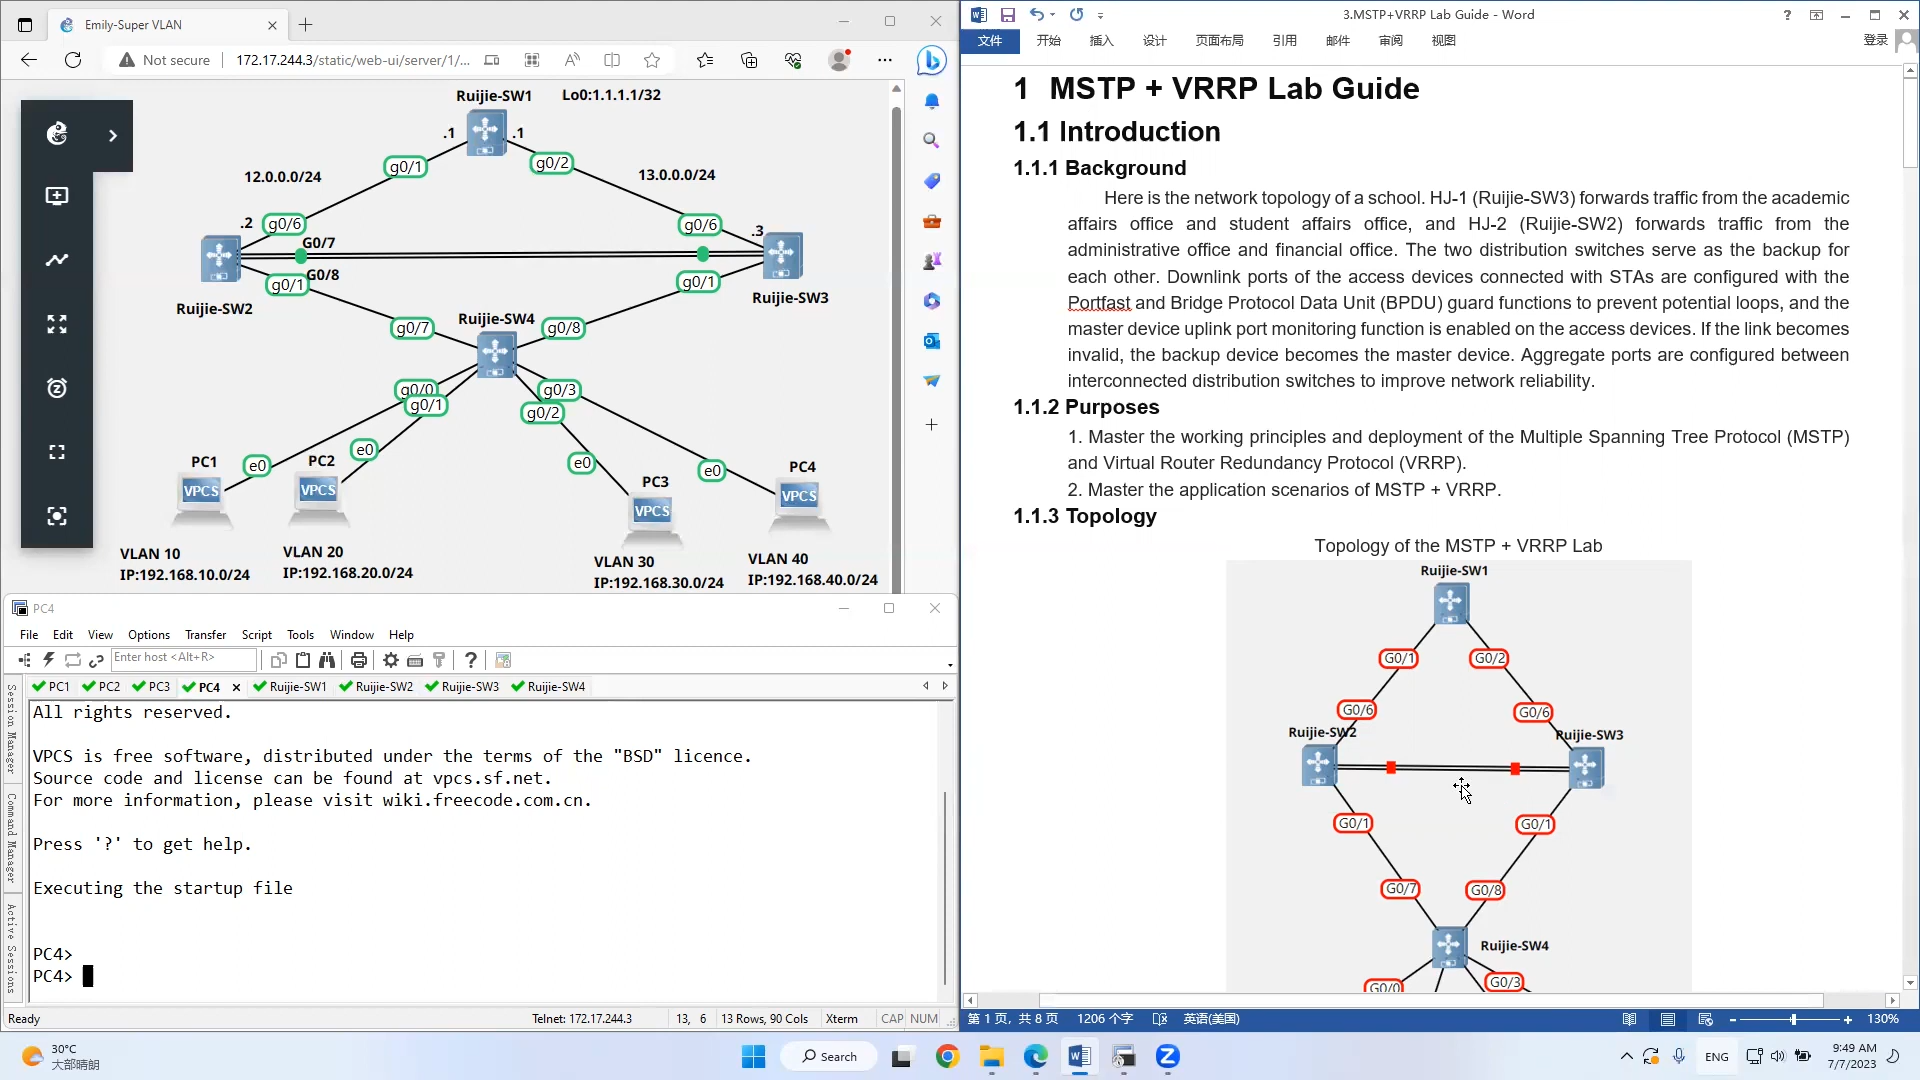 Emily-Super VLAN
Not secure
172.17.244.3/static/web-ui/server/1/...
Ruijie-SW1
Lo0:1.1.1.1/32
.1
.1
g0/1
g0/2
12.0.0.0/24
13.0.0.0/24
.2
g0/6
g0/6
.3
G0/7
G0/8
g0/1
g0/1
Ruijie-SW2
Ruijie-SW3
Ruijie-SW4
g0/7
g0/8
g0/0
g0/3
g0/1
g0/2
e0
e0
e0
e0
PC1
PC2
PC3
PC4
VPCS
VPCS
VPCS
VPCS
VLAN 10
IP:192.168.10.0/24
VLAN 20
IP:192.168.20.0/24
VLAN 30
IP:192.168.30.0/24
VLAN 40
IP:192.168.40.0/24
PC4
File Edit View Options Transfer Script Tools Window Help
Enter host <Alt+R>
PC1 PC2 PC3 PC4 Ruijie-SW1 Ruijie-SW2 Ruijie-SW3 Ruijie-SW4
Session Manager
Command Manager
Active Sessions
All rights reserved.
VPCS is free software, distributed under the terms of the "BSD" licence.
Source code and license can be found at vpcs.sf.net.
For more information, please visit wiki.freecode.com.cn.
Press '?' to get help.
Executing the startup file
PC4>
PC4>
Ready
Telnet: 172.17.244.3
13, 6
13 Rows, 90 Cols
Xterm
CAP NUM
3.MSTP+VRRP Lab Guide - Word
文件 开始 插入 设计 页面布局 引用 邮件 审阅 视图
登录
1 MSTP + VRRP Lab Guide
1.1 Introduction
1.1.1 Background
Here is the network topology of a school. HJ-1 (Ruijie-SW3) forwards traffic from the academic
affairs office and student affairs office, and HJ-2 (Ruijie-SW2) forwards traffic from the
administrative office and financial office. The two distribution switches serve as the backup for
each other. Downlink ports of the access devices connected with STAs are configured with the
Portfast and Bridge Protocol Data Unit (BPDU) guard functions to prevent potential loops, and the
master device uplink port monitoring function is enabled on the access devices. If the link becomes
invalid, the backup device becomes the master device. Aggregate ports are configured between
interconnected distribution switches to improve network reliability.
1.1.2 Purposes
1. Master the working principles and deployment of the Multiple Spanning Tree Protocol (MSTP)
and Virtual Router Redundancy Protocol (VRRP).
2. Master the application scenarios of MSTP + VRRP.
1.1.3 Topology
Topology of the MSTP + VRRP Lab
Ruijie-SW1
G0/1
G0/2
G0/6
G0/6
Ruijie-SW2
Ruijie-SW3
G0/1
G0/1
G0/7
G0/8
Ruijie-SW4
G0/0
G0/3
第 1 页，共 8 页
1206 个字
英语(美国)
130%
30°C
大部晴朗
Search
ENG
9:49 AM
7/7/2023